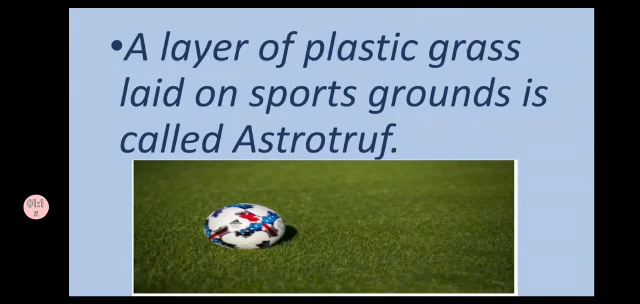 •A layer of plastic grass
laid on sports grounds is
called Astrotruf.